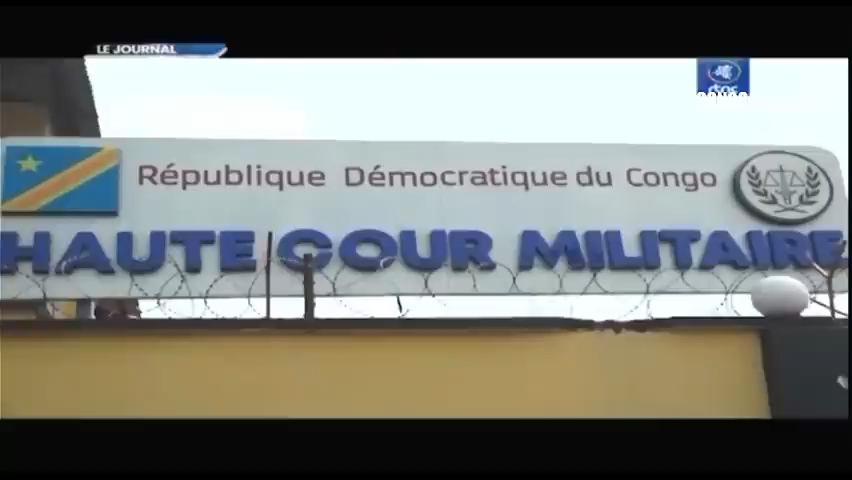 LE JOURNAL
République Démocratique du Congo
HAUTE COUR MILITAIRE